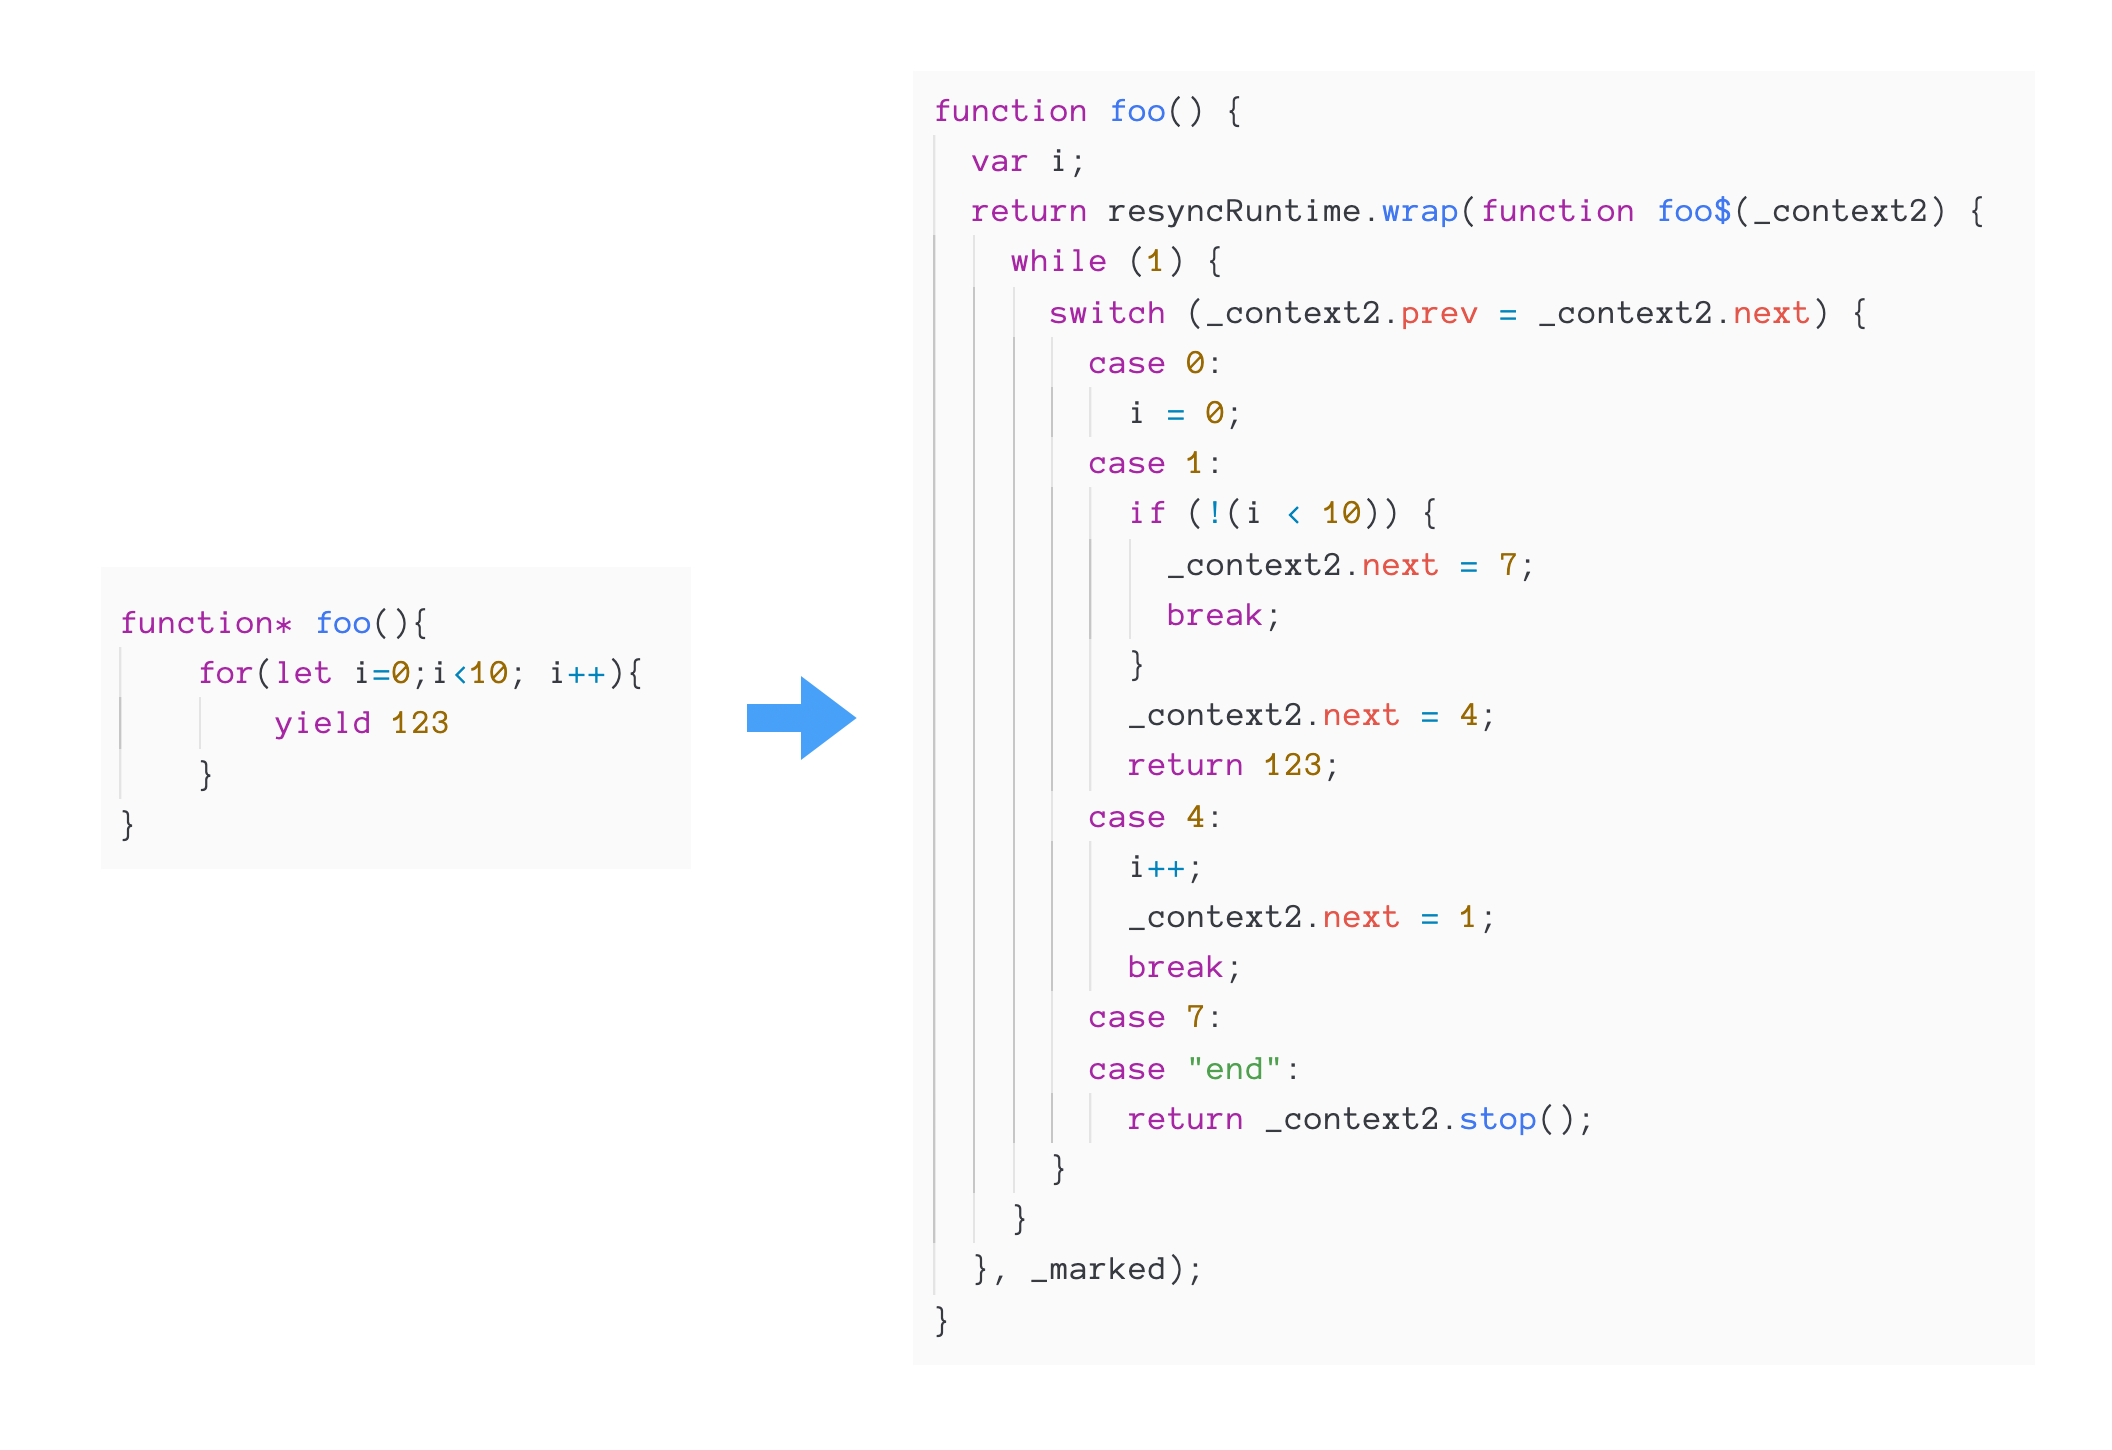 function* foo(){
    for(let i=0;i<10; i++){
        yield 123
    }
}
function foo() {
  var i;
  return resyncRuntime.wrap(function foo$(_context2) {
    while (1) {
      switch (_context2.prev = _context2.next) {
        case 0:
          i = 0;
        case 1:
          if (!(i < 10)) {
            _context2.next = 7;
            break;
          }
          _context2.next = 4;
          return 123;
        case 4:
          i++;
          _context2.next = 1;
          break;
        case 7:
        case "end":
          return _context2.stop();
      }
    }
  }, _marked);
}